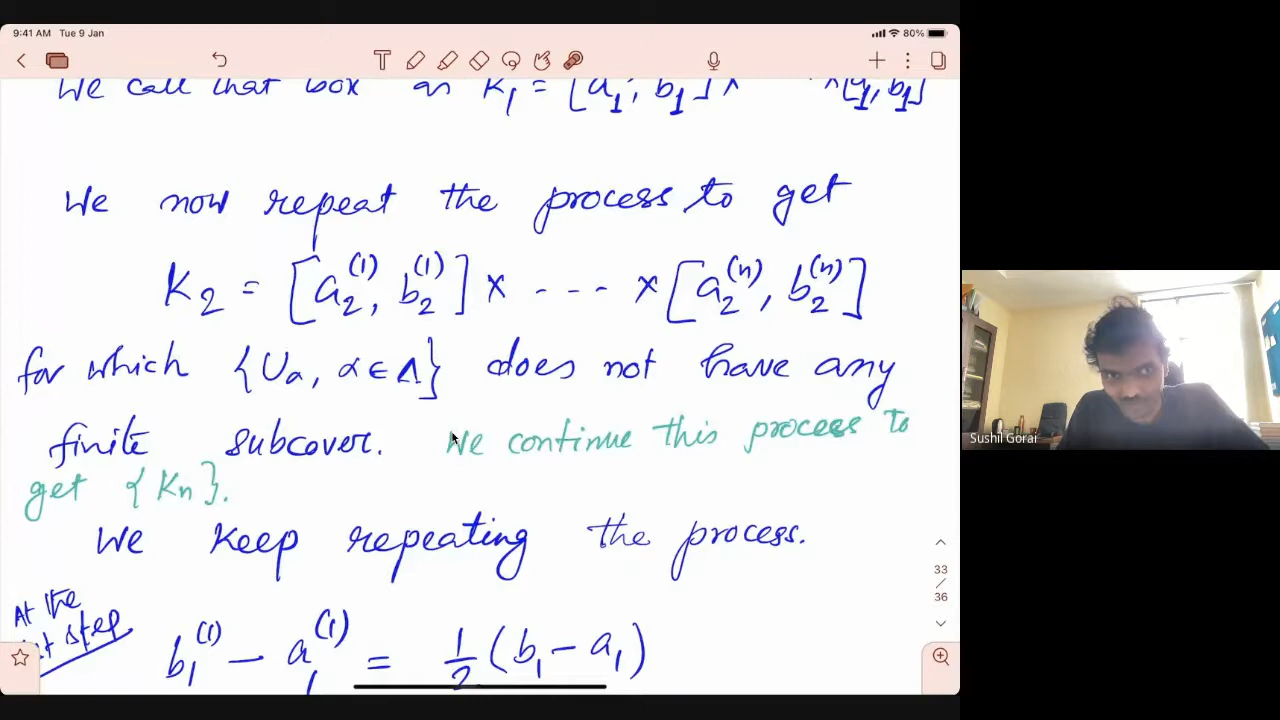 9:41 AM Tue 9 Jan
80%
We call that box as K₁ = [a₁, b₁] × ×[a₁, b₁]
We now repeat the process to get
K₂ = [a₂⁽¹⁾, b₂⁽¹⁾] × - - - × [a₂⁽ⁿ⁾, b₂⁽ⁿ⁾]
for which {Uα, α ∈ Λ} does not have any
finite subcover. We continue this process to
get {Kn}.
We keep repeating the process.
At the
step
b₁⁽¹⁾ - a₁⁽¹⁾ = 1/2 (b₁ - a₁)
33
/
36
Sushil Gorai